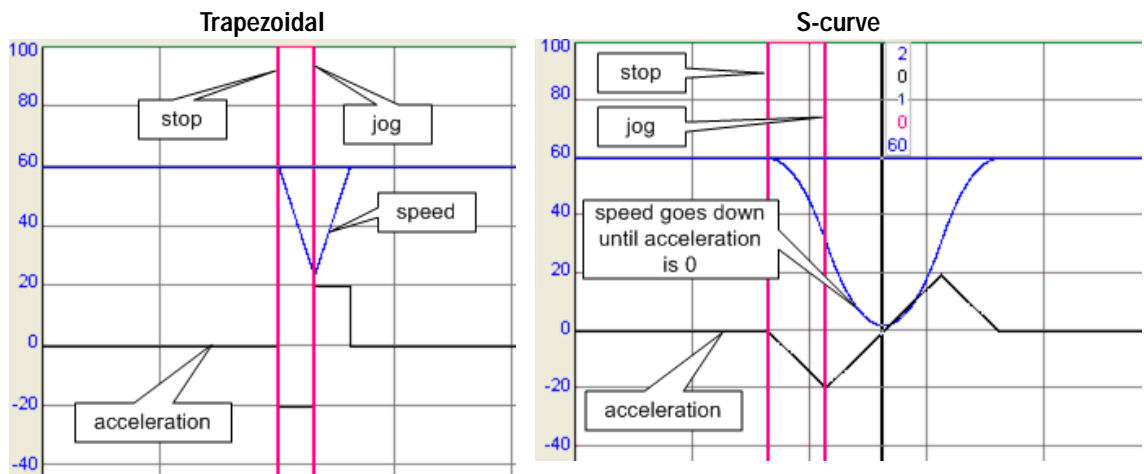 Trapezoidal
100
80
60
40
20
0
-20
-40
stop
jog
speed
acceleration
S-curve
100
80
60
40
20
0
-20
-40
stop
jog
2
0
1
0
60
speed goes down
until acceleration
is 0
acceleration